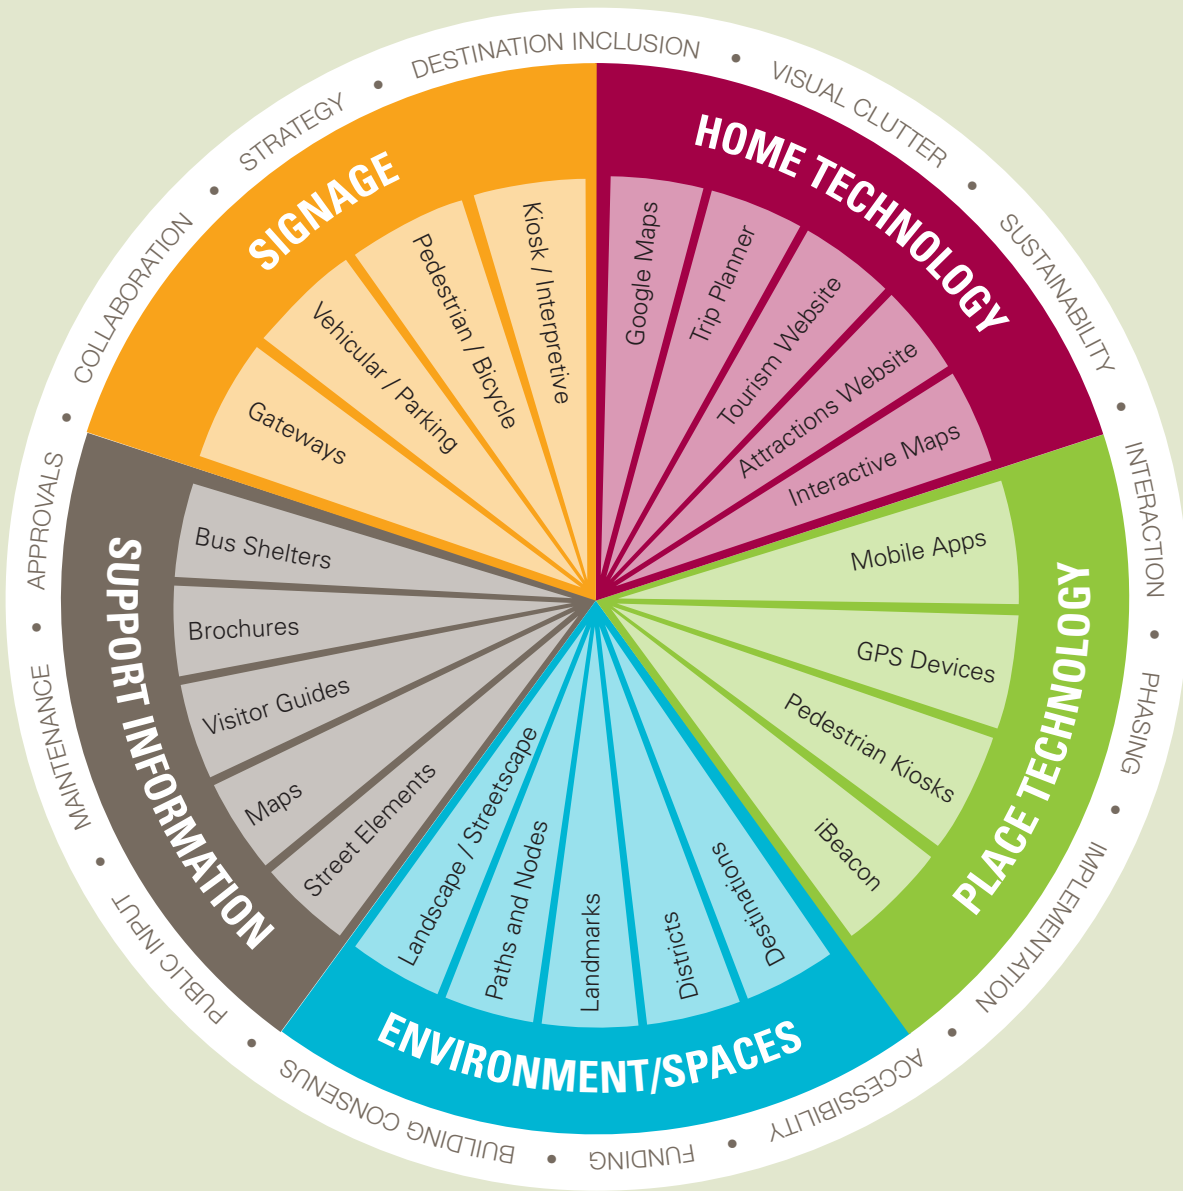 DESTINATION INCLUSION
•
VISUAL CLUTTER
•
SUSTAINABILITY
•
INTERACTION
•
PHASING
•
IMPLEMENTATION
•
ACCESSIBILITY
•
FUNDING
•
BUILDING CONSENUS
•
PUBLIC INPUT
•
MAINTENANCE
•
APPROVALS
•
COLLABORATION
•
STRATEGY
•
SIGNAGE
Gateways
Vehicular / Parking
Pedestrian / Bicycle
Kiosk / Interpretive
HOME TECHNOLOGY
Google Maps
Trip Planner
Tourism Website
Attractions Website
Interactive Maps
PLACE TECHNOLOGY
Mobile Apps
GPS Devices
Pedestrian Kiosks
iBeacon
ENVIRONMENT/SPACES
Landscape / Streetscape
Paths and Nodes
Landmarks
Districts
Destinations
SUPPORT INFORMATION
Bus Shelters
Brochures
Visitor Guides
Maps
Street Elements